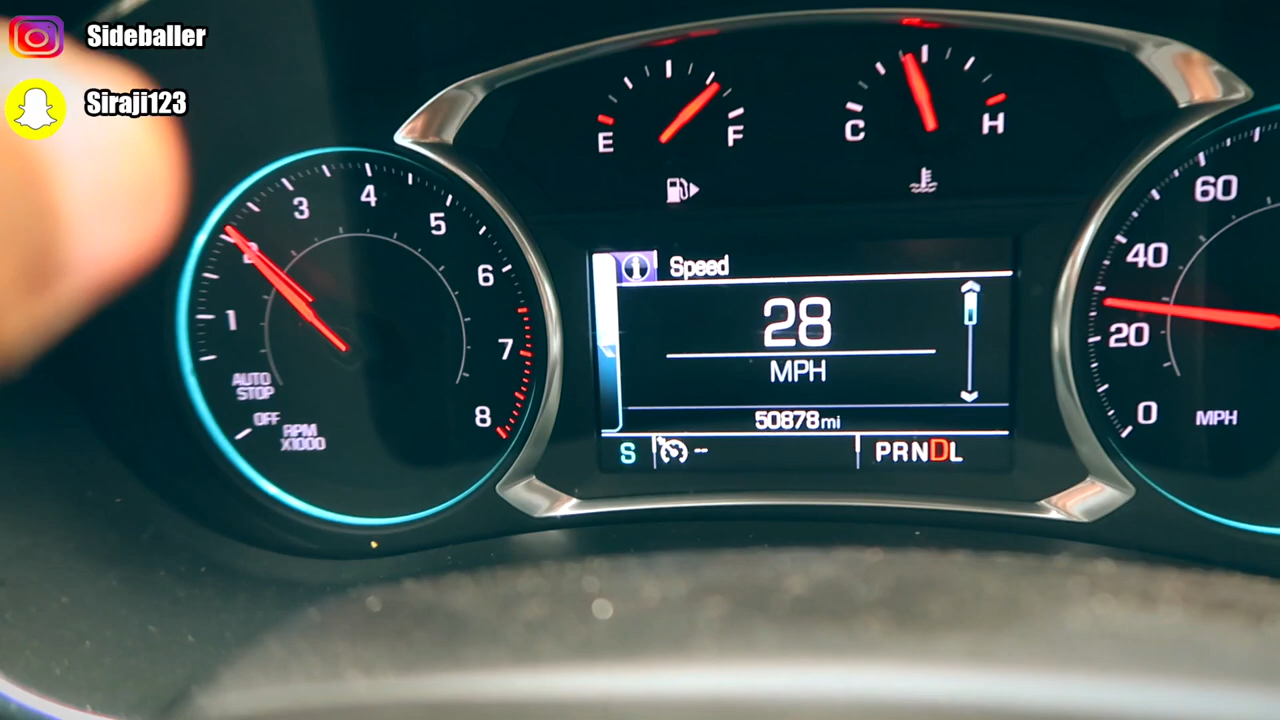 Sideballer
Siraji123
E F
C H
1 2 3 4 5 6 7 8
AUTO
STOP
OFF
RPM
X1000
Speed
28
MPH
50878mi
S -- PRNDL
60
40
20
0 MPH